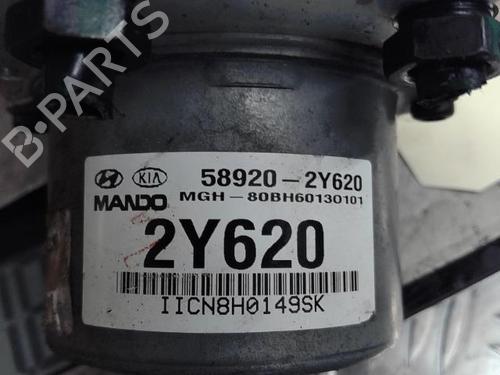 B-PARTS
KIA 58920-2Y620
MANDO MGH-80BH60130101
2Y620
IICN8H0149SK